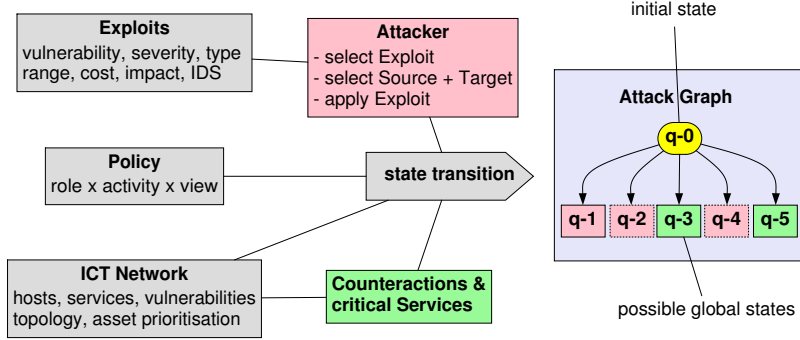 Exploits
vulnerability, severity, type
range, cost, impact, IDS
Attacker
- select Exploit
- select Source + Target
- apply Exploit
Policy
role x activity x view
state transition
ICT Network
hosts, services, vulnerabilities
topology, asset prioritisation
Counteractions &
critical Services
initial state
Attack Graph
q-0
q-1 q-2 q-3 q-4 q-5
possible global states